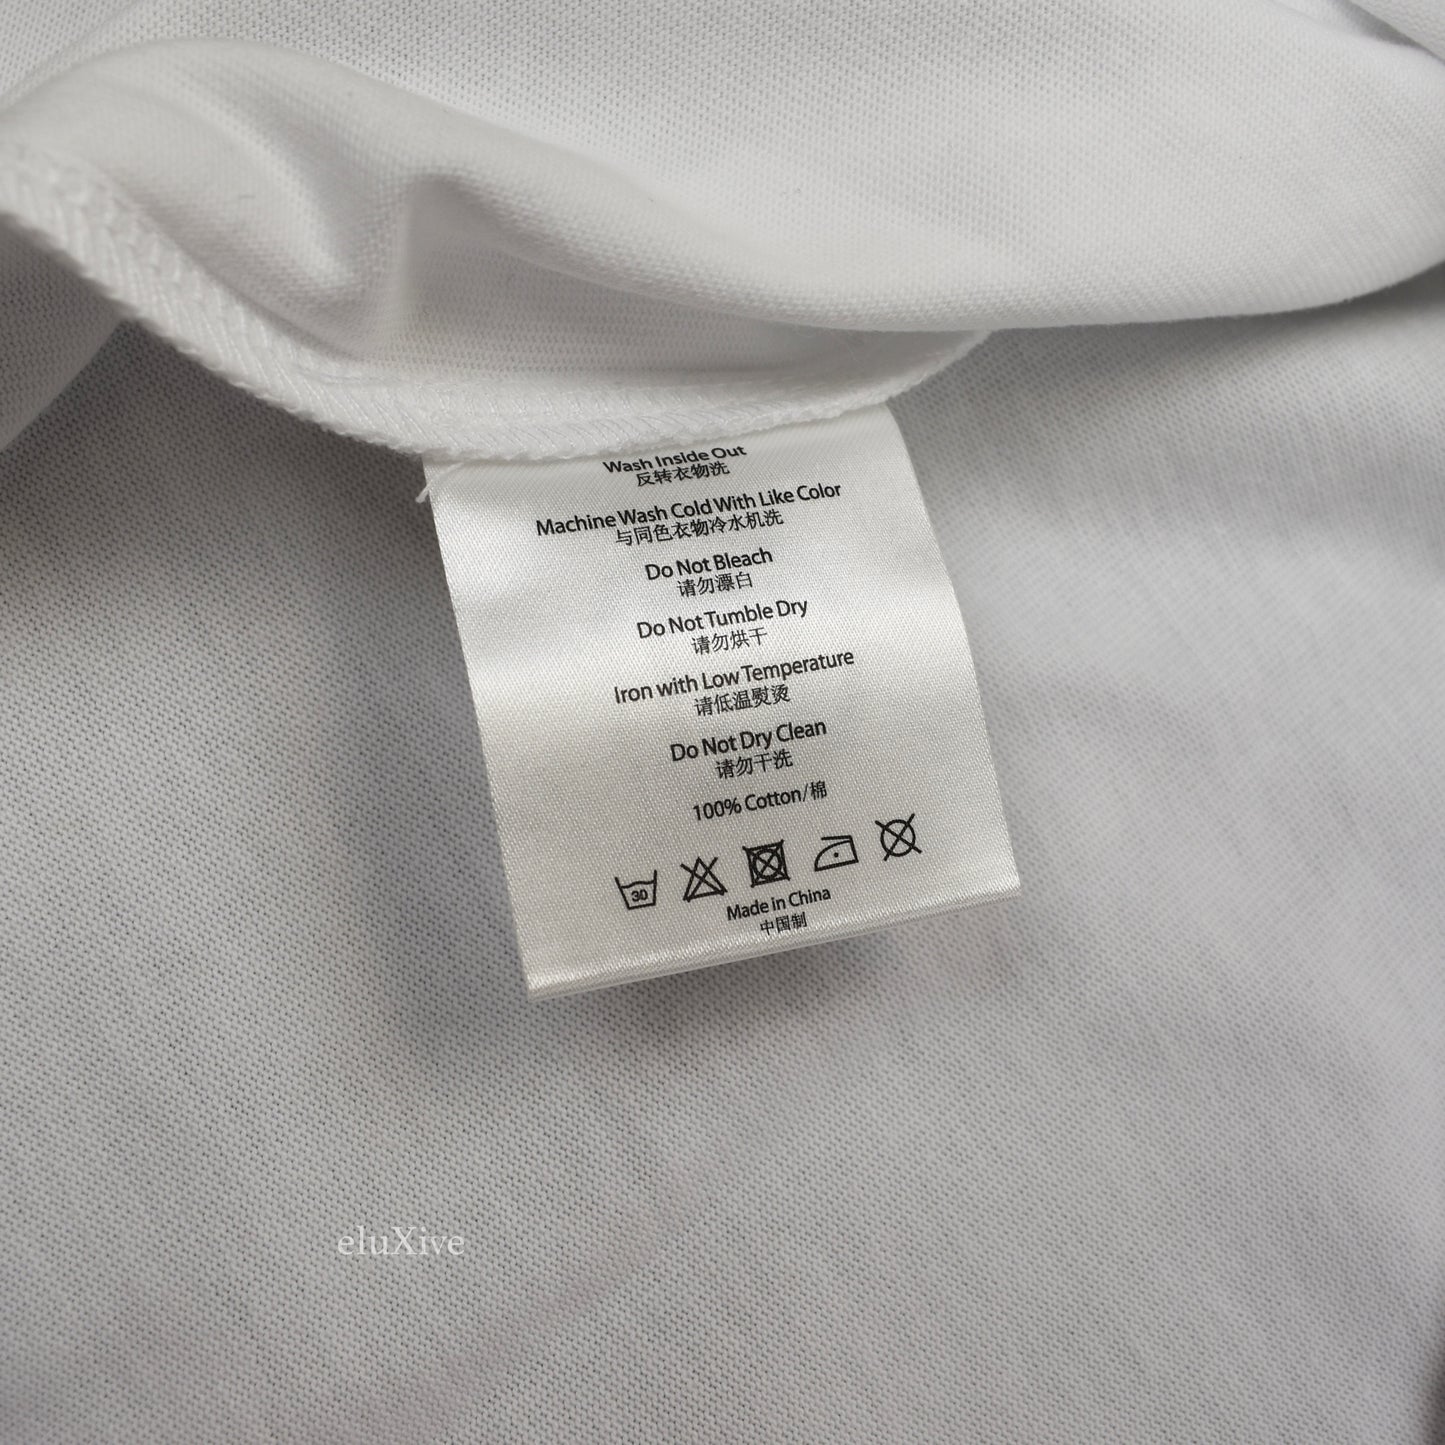 Wash Inside Out
反转衣物洗
Machine Wash Cold With Like Color
与同色衣物冷水机洗
Do Not Bleach
请勿漂白
Do Not Tumble Dry
请勿烘干
Iron with Low Temperature
请低温熨烫
Do Not Dry Clean
请勿干洗
100% Cotton/棉
30
Made in China
中国制
eluXive